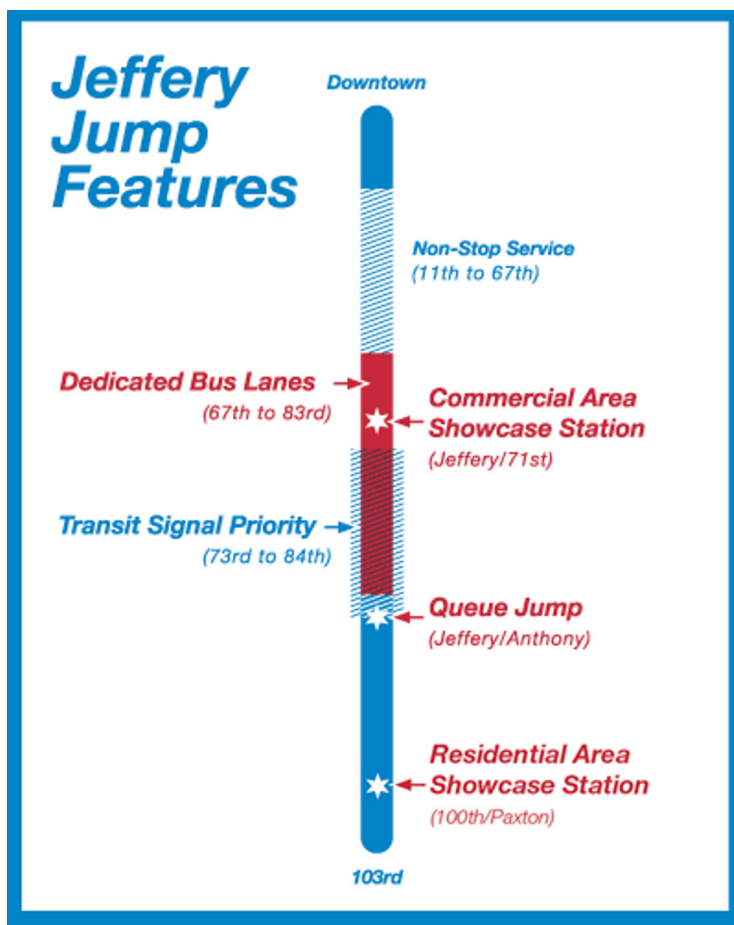 Jeffery
Jump
Features
Downtown
Non-Stop Service
(11th to 67th)
Dedicated Bus Lanes
(67th to 83rd)
Commercial Area
Showcase Station
(Jeffery/71st)
Transit Signal Priority
(73rd to 84th)
Queue Jump
(Jeffery/Anthony)
Residential Area
Showcase Station
(100th/Paxton)
103rd